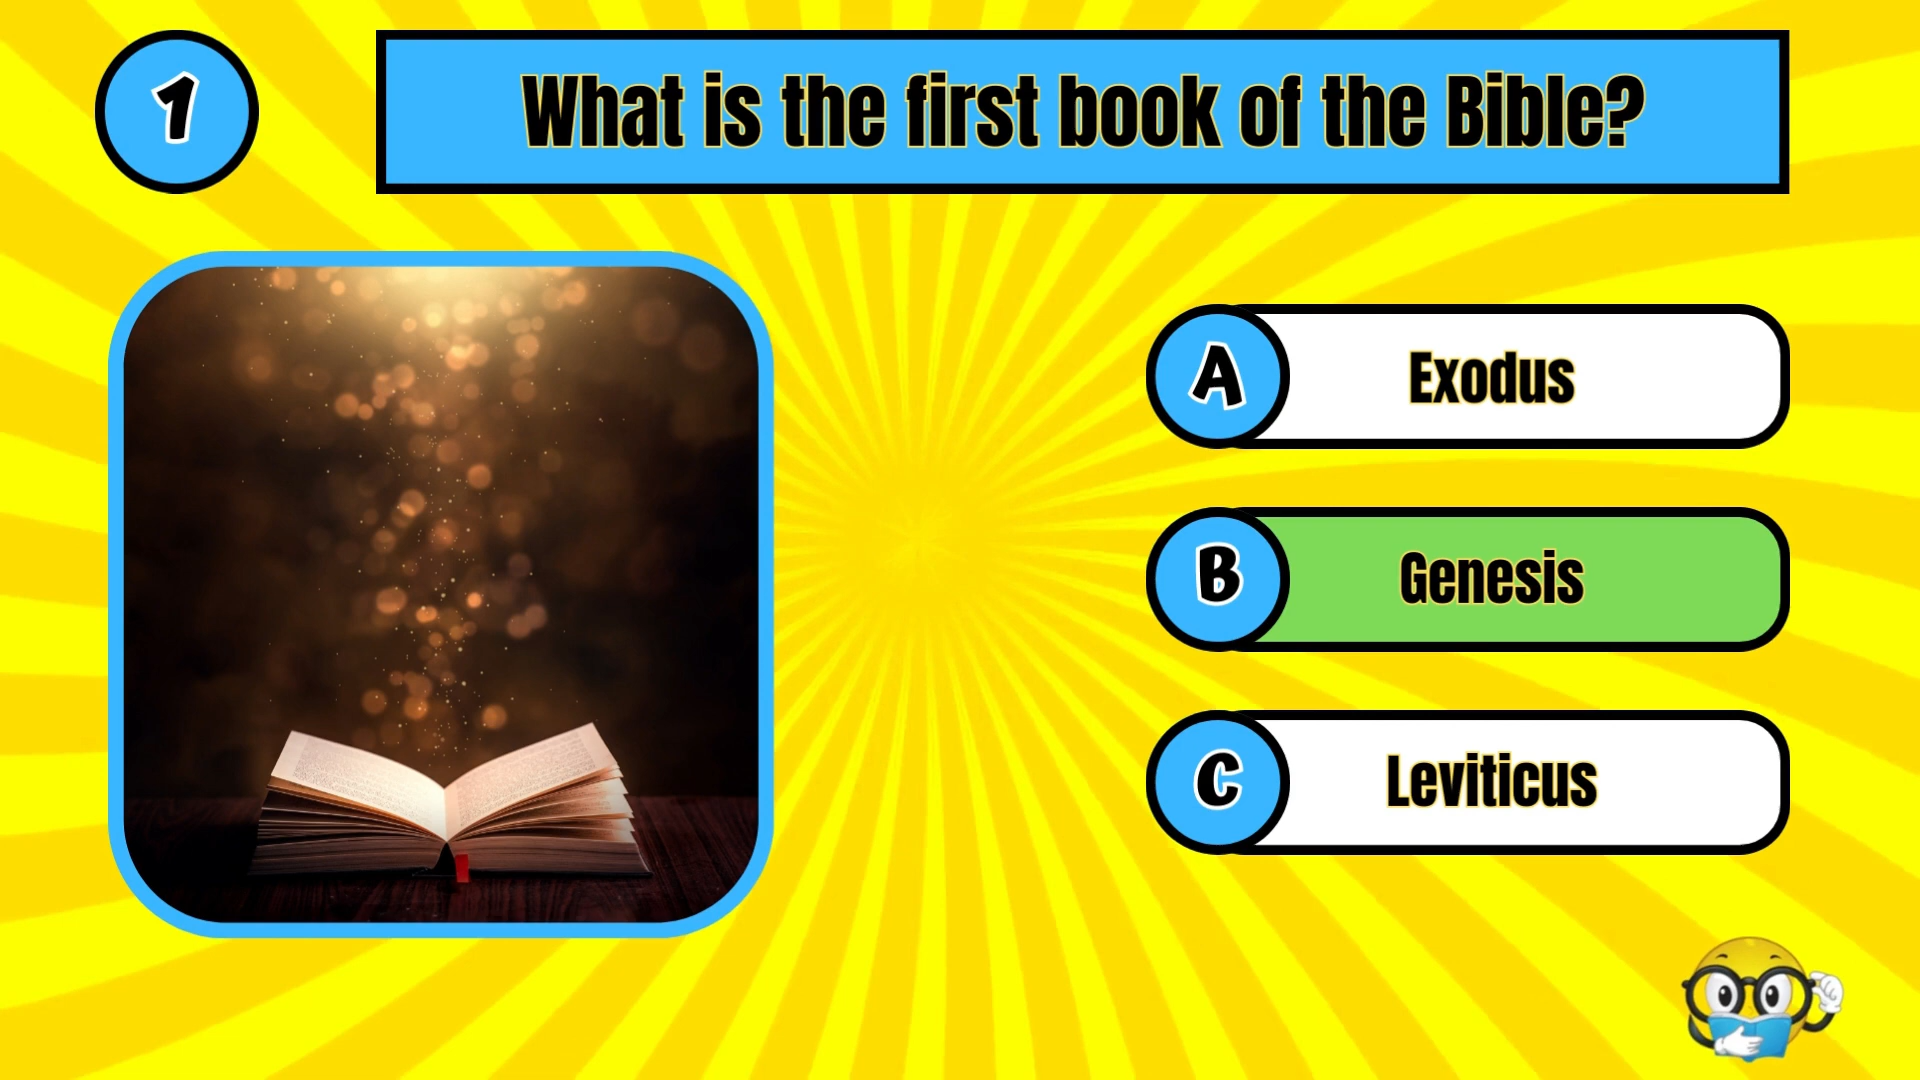 1
What is the first book of the Bible?
A
Exodus
B
Genesis
C
Leviticus